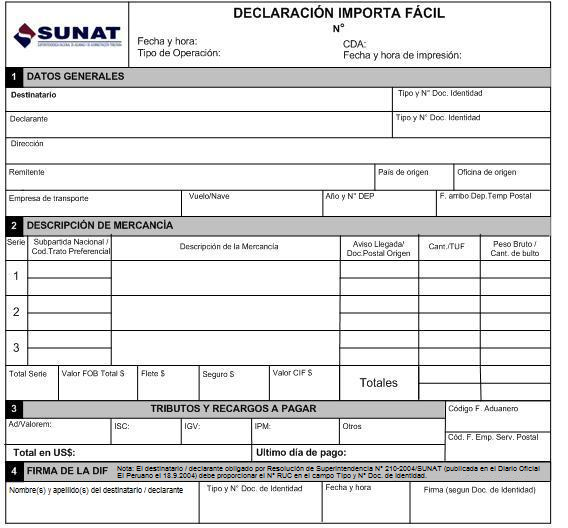 DECLARACIÓN IMPORTA FÁCIL
SUNAT
N°
Fecha y hora:
CDA:
Tipo de Operación:
Fecha y hora de impresión:
1 DATOS GENERALES
Destinatario
Tipo y N° Doc. Identidad
Declarante
Tipo y N° Doc. Identidad
Dirección
Remitente
País de origen
Oficina de origen
Empresa de transporte
Vuelo/Nave
Año y N° DEP
F. arribo Dep.Temp Postal
2 DESCRIPCIÓN DE MERCANCÍA
Serie
Subpartida Nacional /
Cod.Trato Preferencial
Descripción de la Mercancía
Aviso Llegada/
Doc.Postal Origen
Cant./TUF
Peso Bruto /
Cant. de bulto
1
2
3
Total Serie
Valor FOB Total $
Flete $
Seguro $
Valor CIF $
Totales
3 TRIBUTOS Y RECARGOS A PAGAR
Código F. Aduanero
Ad/Valorem:
ISC:
IGV:
IPM:
Otros
Cód. F. Emp. Serv. Postal
Total en US$:
Ultimo día de pago:
4 FIRMA DE LA DIF
Nota: El destinatario / declarante obligado por Resolución de Superintendencia N° 210-2004/SUNAT (publicada en el Diario Oficial
El Peruano el 18.9.2004) debe proporcionar el N° RUC en el campo Tipo y N° Doc. de Identidad.
Nombre(s) y apellido(s) del destinatario / declarante
Tipo y N° Doc. de Identidad
Fecha y hora
Firma (segun Doc. de Identidad)